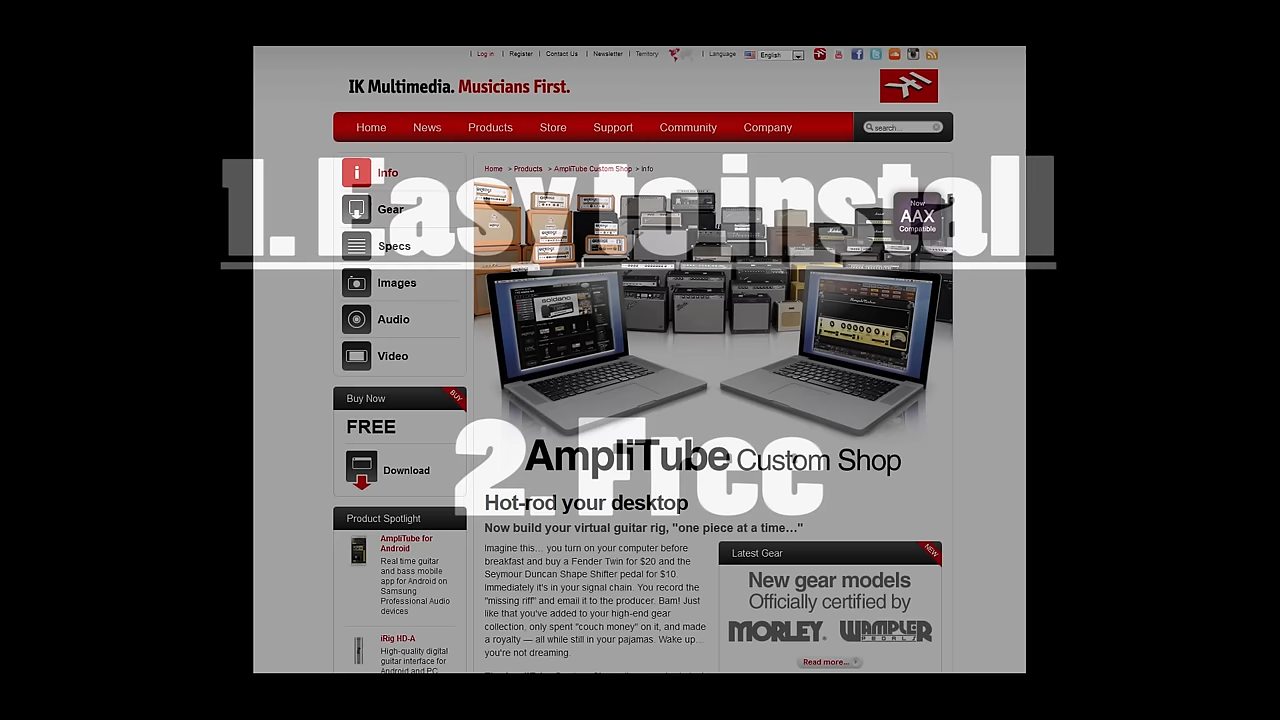 Log in | Register | Contact Us | Newsletter | Territory | Language English
IK Multimedia. Musicians First.
Home News Products Store Support Community Company
search...
1. Easy to instal
Home > Products > AmpliTube Custom Shop > Info
Info
Gear
Specs
Images
Audio
Video
Now
AAX
Compatible
soldano
Buy Now
BUY
FREE
Download
2. Free
AmpliTube Custom Shop
Hot-rod your desktop
Now build your virtual guitar rig, "one piece at a time…"
Imagine this... you turn on your computer before
breakfast and buy a Fender Twin for $20 and the
Seymour Duncan Shape Shifter pedal for $10.
Immediately it's in your signal chain. You record the
"missing riff" and email it to the producer. Bam! Just
like that you've added to your high-end gear
collection, only spent "couch money" on it, and made
a royalty — all while still in your pajamas. Wake up...
you're not dreaming.
Product Spotlight
AmpliTube for
Android
Real time guitar
and bass mobile
app for Android on
Samsung
Professional Audio
devices
iRig HD-A
High-quality digital
guitar interface for
Android and PC
Latest Gear
NEW
New gear models
Officially certified by
MORLEY WAMPLER
PEDALS
Read more...